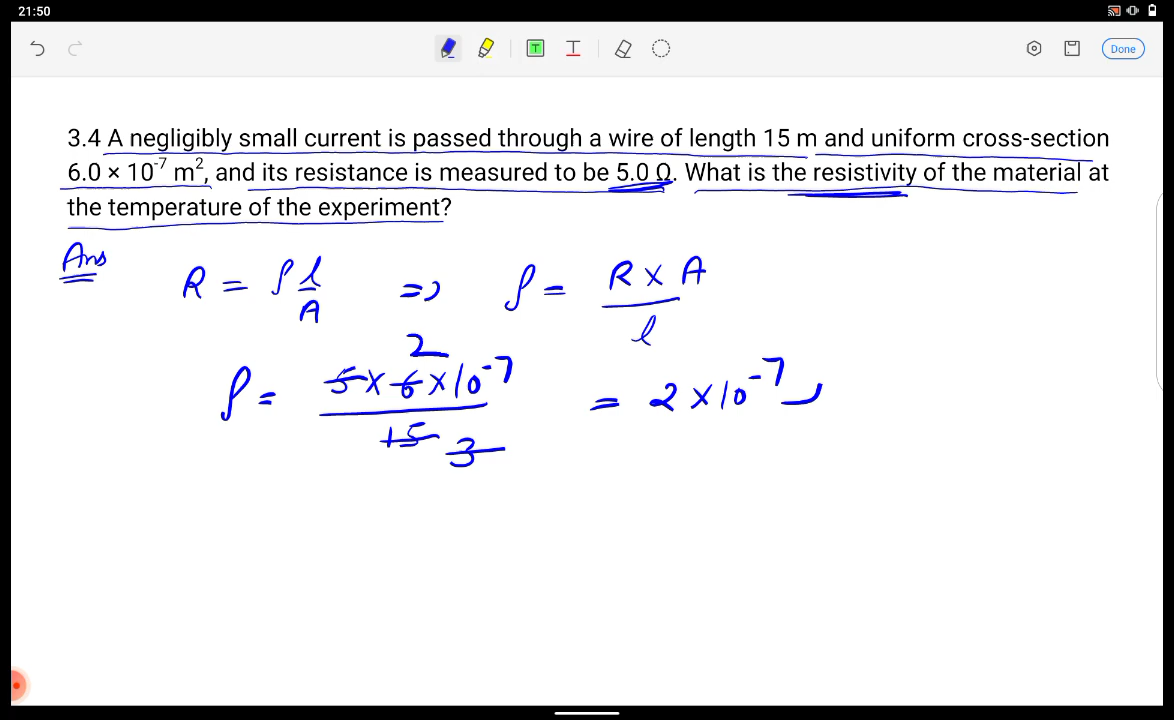 21:50
T T Done
3.4 A negligibly small current is passed through a wire of length 15 m and uniform cross-section
6.0 × 10⁻⁷ m², and its resistance is measured to be 5.0 Ω. What is the resistivity of the material at
the temperature of the experiment?
Ans
R = ρ l/A => ρ = R × A / l
2
ρ = 5 × 6 × 10⁻⁷ / 15 3 = 2 × 10⁻⁷